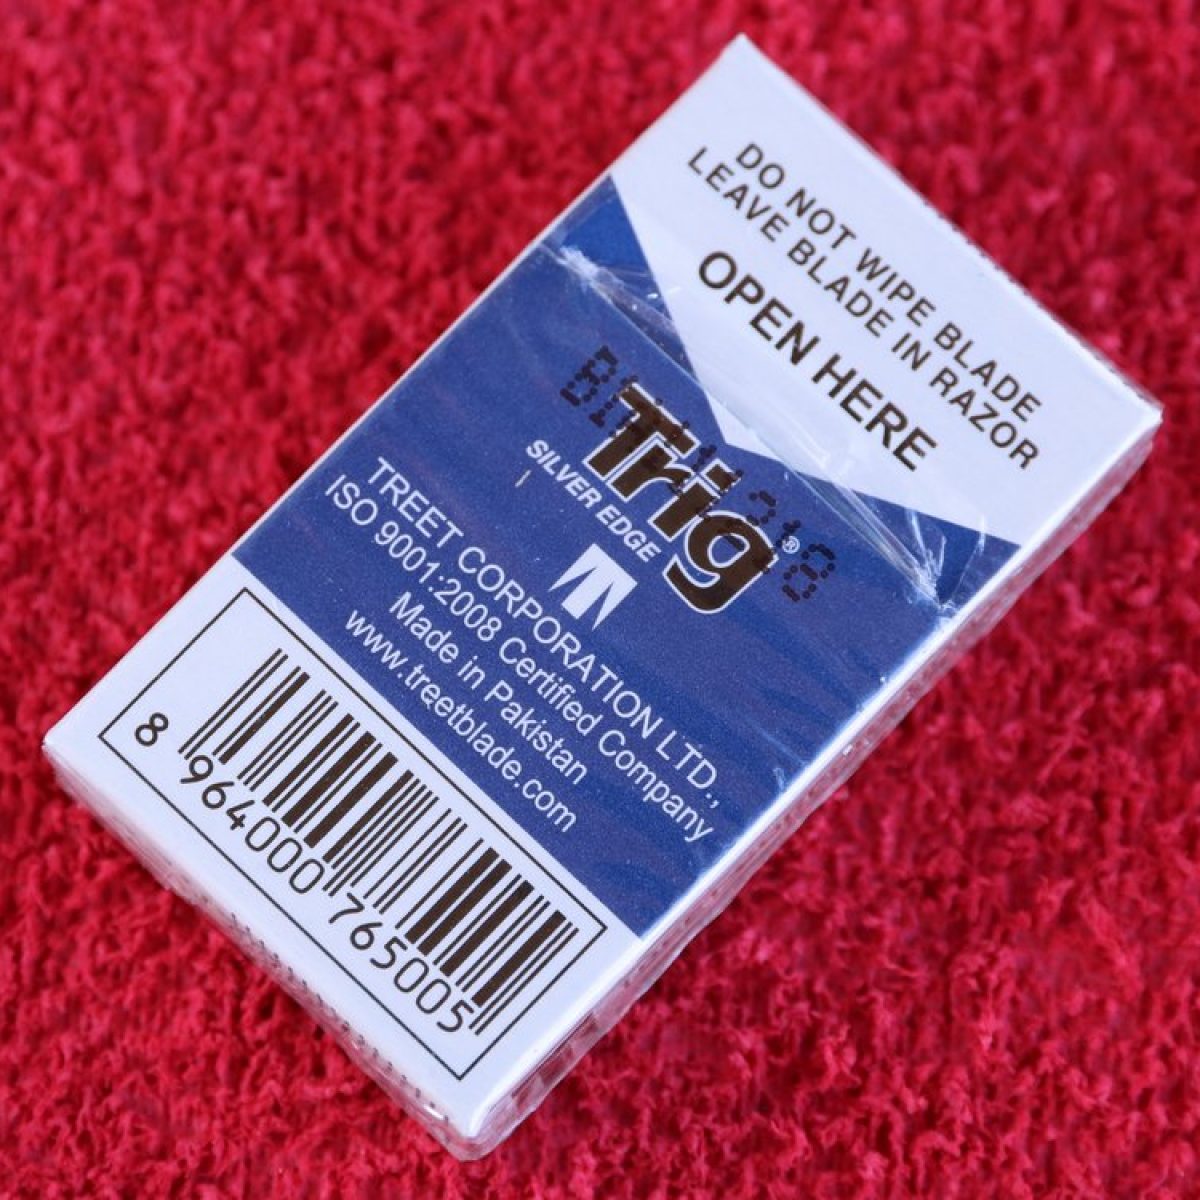 DO NOT WIPE BLADE
LEAVE BLADE IN RAZOR
OPEN HERE
Trig®
SILVER EDGE
TREET CORPORATION LTD.,
ISO 9001:2008 Certified Company
Made in Pakistan
www.treetblade.com
8 964000 765005